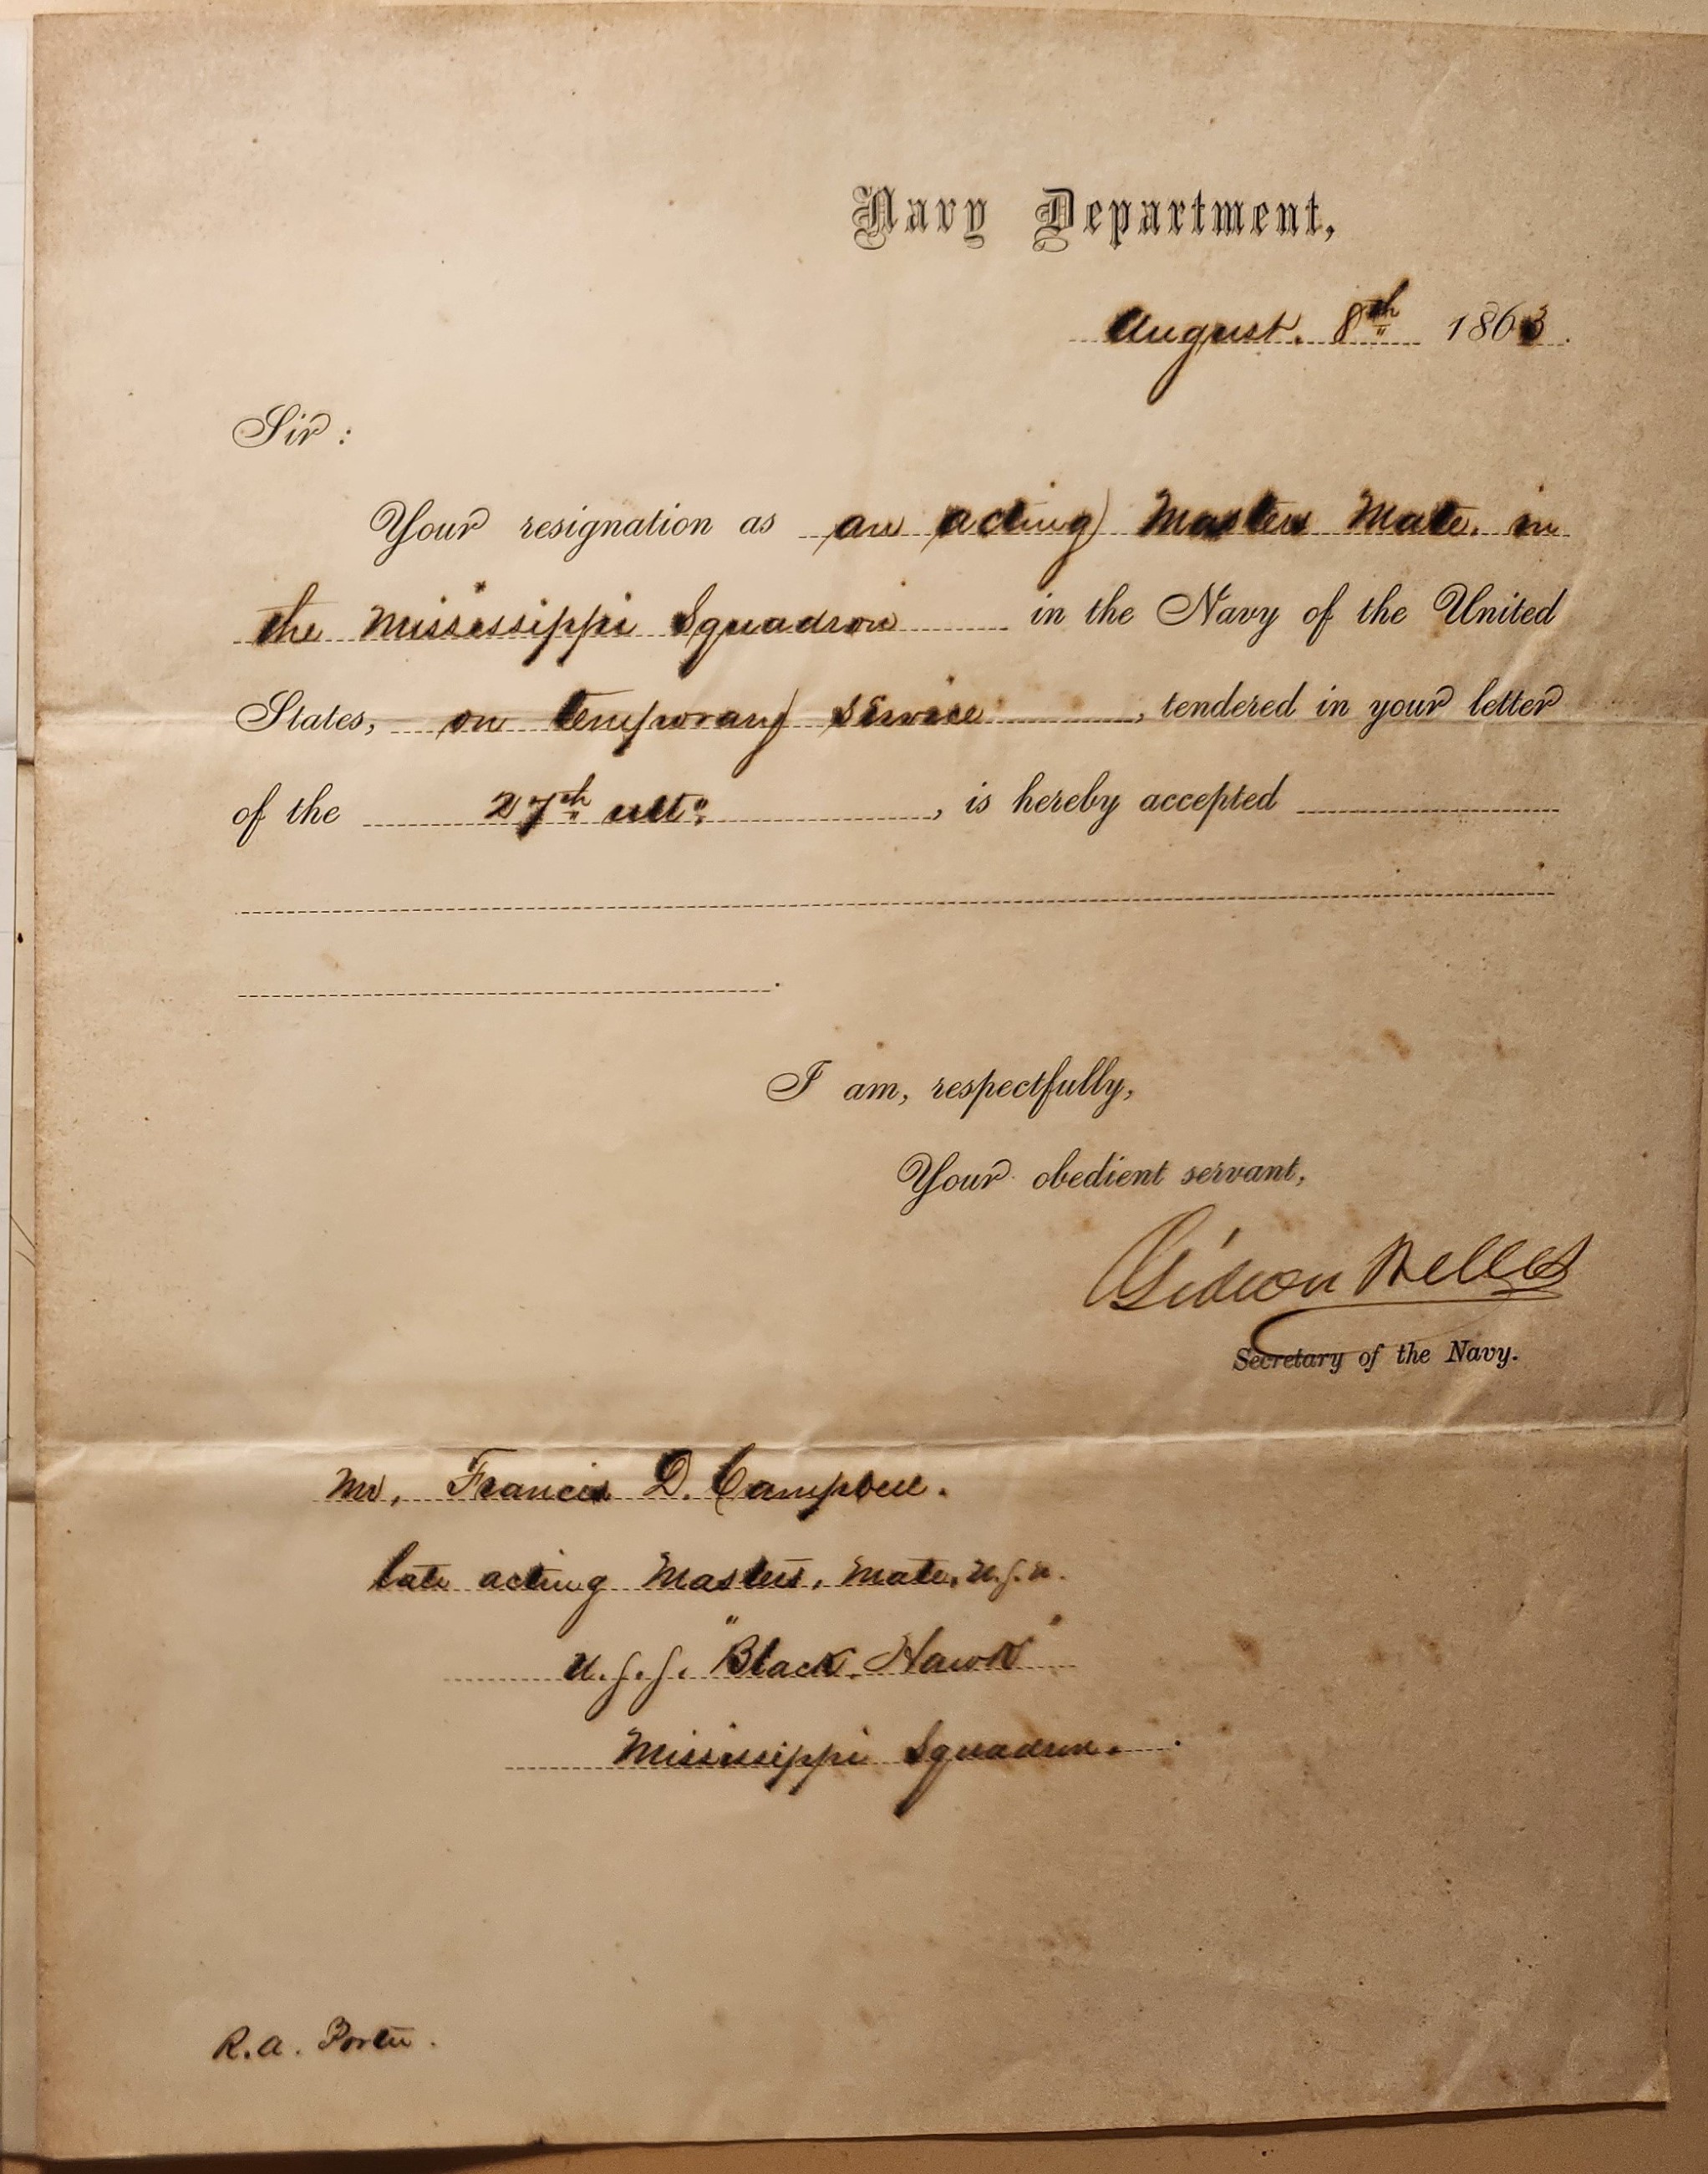 Navy Department,
August. 8th 1863.
Sir:
Your resignation as an acting Masters Mate. in
the Mississippi Squadron in the Navy of the United
States, on temporary service, tendered in your letter
of the 27th ulto, is hereby accepted
I am, respectfully,
Your obedient servant,
Gideon Welles
Secretary of the Navy.
Mr, Francis D. Campbell.
late acting Masters, Mate, U.S.N.
U.S.S. "Black Hawk"
Mississippi Squadron.
R.A. Porter.